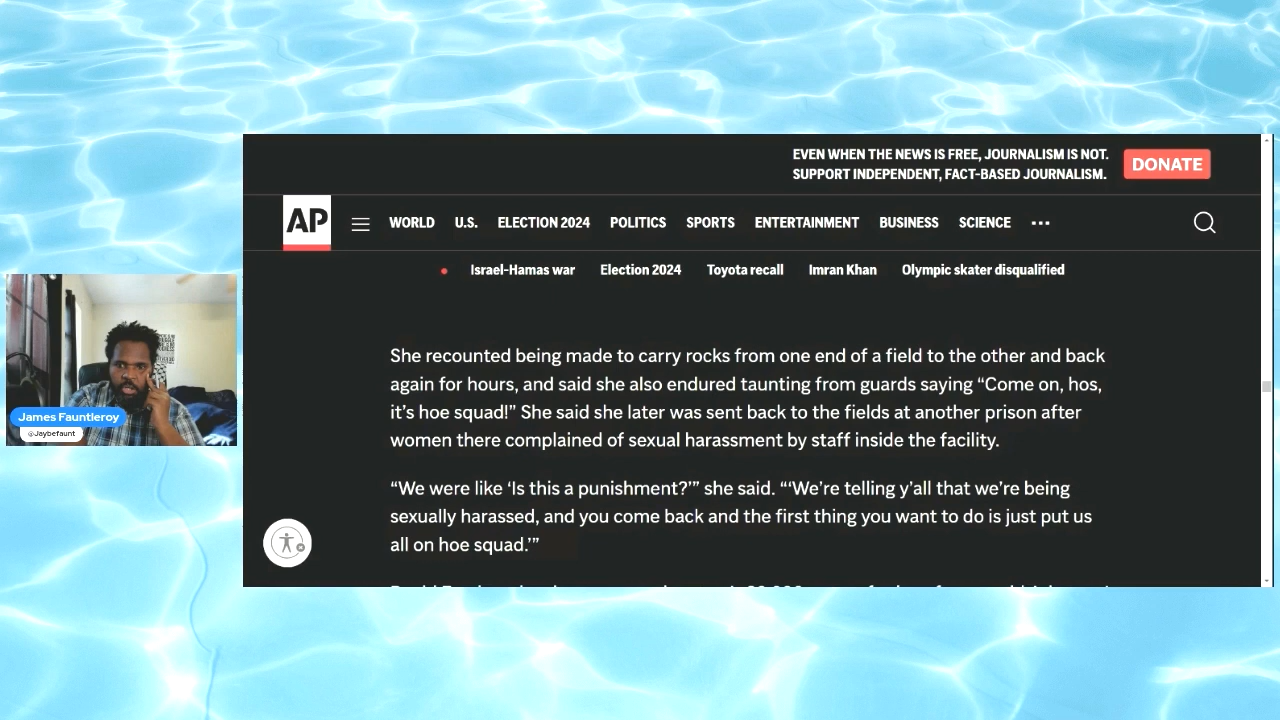 EVEN WHEN THE NEWS IS FREE, JOURNALISM IS NOT.
SUPPORT INDEPENDENT, FACT-BASED JOURNALISM.
DONATE
AP
WORLD U.S. ELECTION 2024 POLITICS SPORTS ENTERTAINMENT BUSINESS SCIENCE
Israel-Hamas war Election 2024 Toyota recall Imran Khan Olympic skater disqualified
She recounted being made to carry rocks from one end of a field to the other and back
again for hours, and said she also endured taunting from guards saying “Come on, hos,
it’s hoe squad!” She said she later was sent back to the fields at another prison after
women there complained of sexual harassment by staff inside the facility.
“We were like ‘Is this a punishment?’” she said. “‘We’re telling y’all that we’re being
sexually harassed, and you come back and the first thing you want to do is just put us
all on hoe squad.’”
James Fauntleroy
@Jaybefaunt